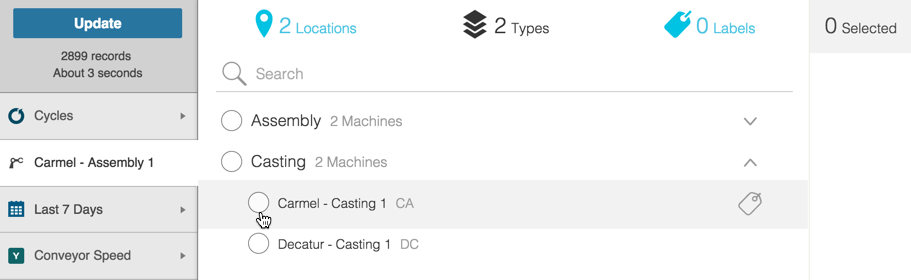 Update
2899 records
About 3 seconds
Cycles
Carmel - Assembly 1
Last 7 Days
Y Conveyor Speed
2 Locations
2 Types
0 Labels
0 Selected
Search
Assembly 2 Machines
Casting 2 Machines
Carmel - Casting 1 CA
Decatur - Casting 1 DC